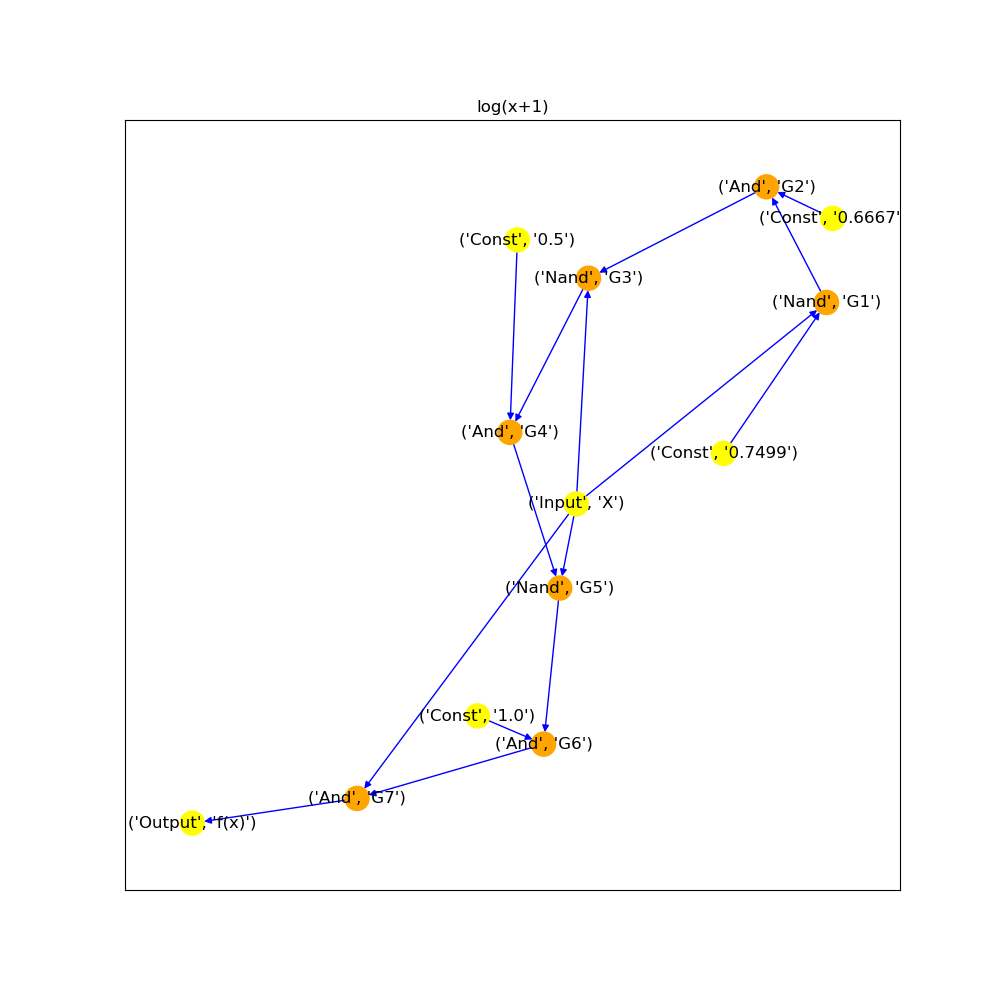 log(x+1)
('And', 'G2')
('Const', '0.6667'
('Const', '0.5')
('Nand', 'G3')
('Nand', 'G1')
('And', 'G4')
('Const', '0.7499')
('Input', 'X')
('Nand', 'G5')
('Const', '1.0')
('And', 'G6')
('And', 'G7')
('Output', 'f(x)')